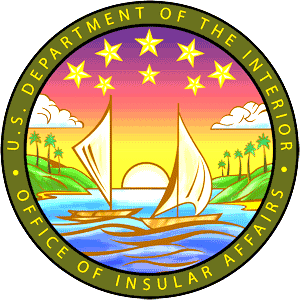 U.S. DEPARTMENT OF THE INTERIOR
OFFICE OF INSULAR AFFAIRS